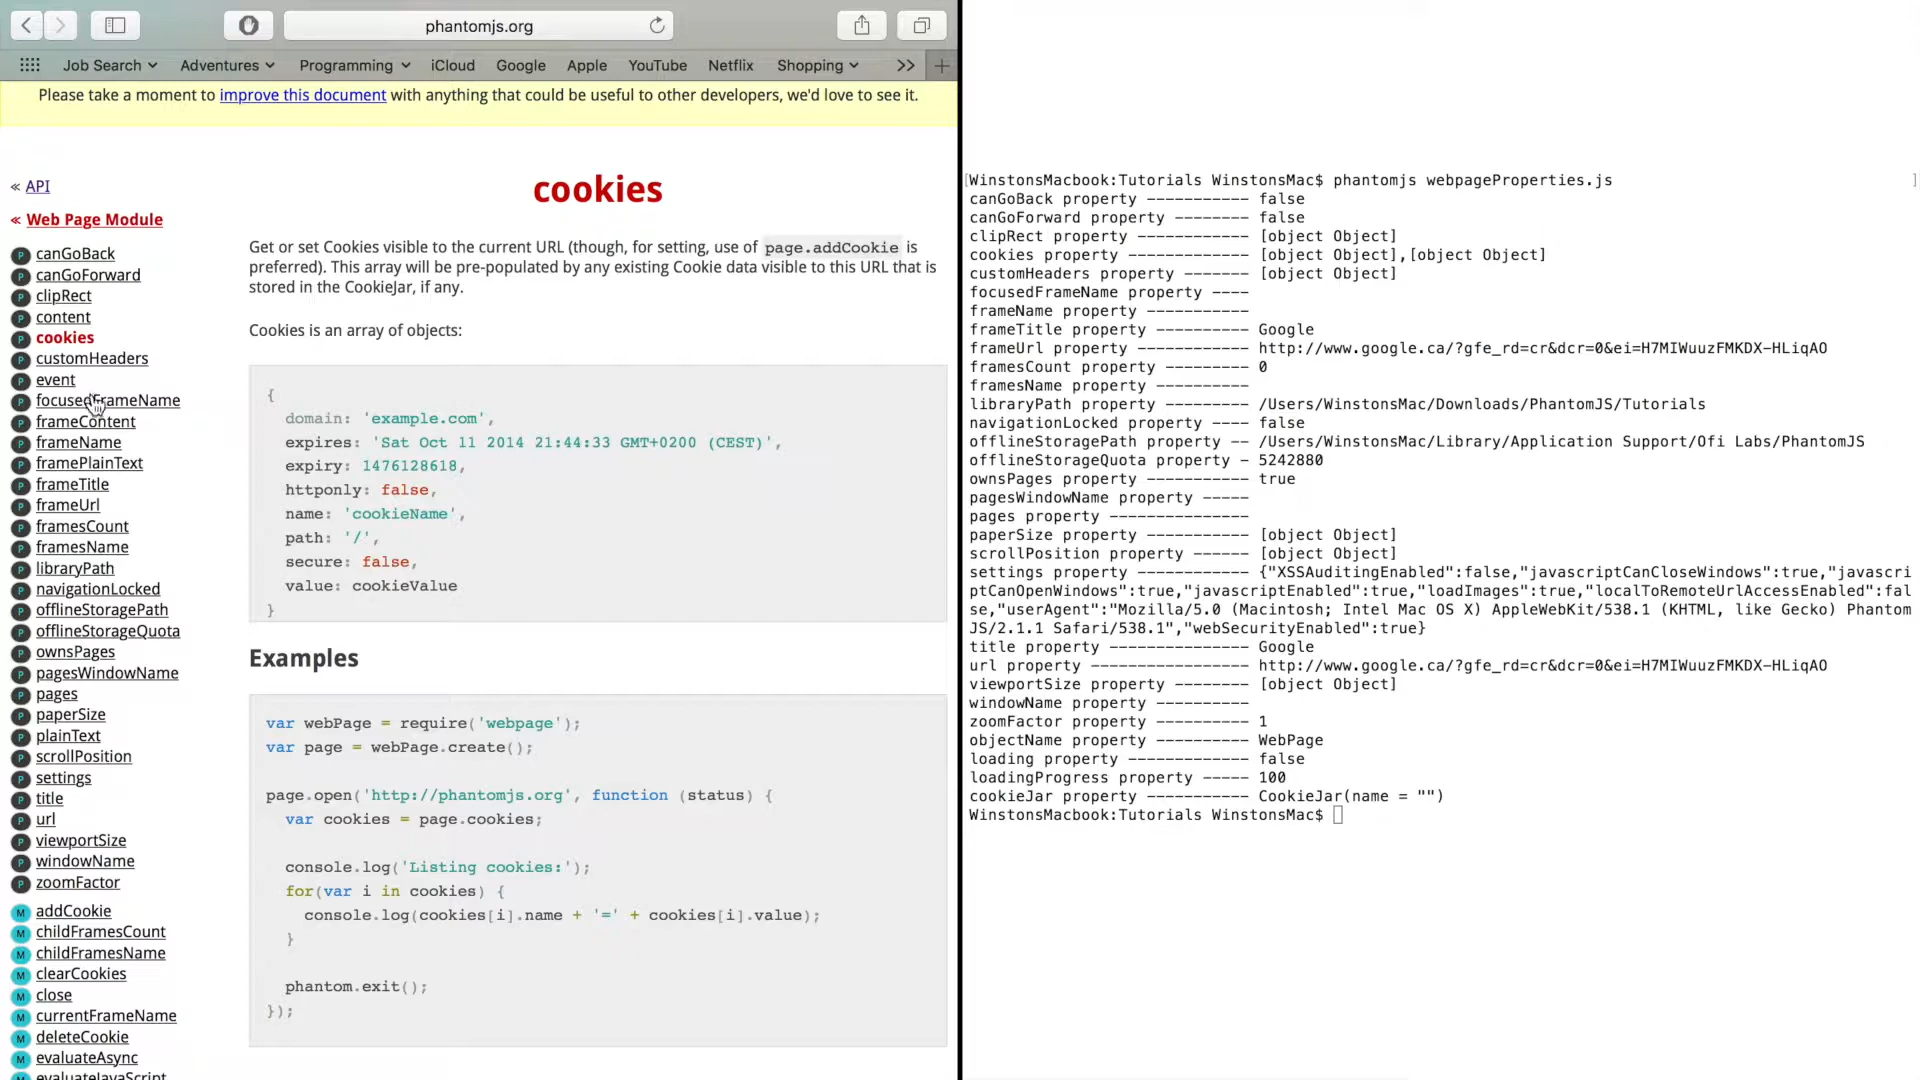 phantomjs.org
Job Search
Adventures
Programming
iCloud
Google
Apple
YouTube
Netflix
Shopping
>>
Please take a moment to improve this document with anything that could be useful to other developers, we'd love to see it.
« API
« Web Page Module
P canGoBack
P canGoForward
P clipRect
P content
P cookies
P customHeaders
P event
P focusedFrameName
P frameContent
P frameName
P framePlainText
P frameTitle
P frameUrl
P framesCount
P framesName
P libraryPath
P navigationLocked
P offlineStoragePath
P offlineStorageQuota
P ownsPages
P pagesWindowName
P pages
P paperSize
P plainText
P scrollPosition
P settings
P title
P url
P viewportSize
P windowName
P zoomFactor
M addCookie
M childFramesCount
M childFramesName
M clearCookies
M close
M currentFrameName
M deleteCookie
M evaluateAsync
M evaluateJavaScript
cookies
Get or set Cookies visible to the current URL (though, for setting, use of page.addCookie is
preferred). This array will be pre-populated by any existing Cookie data visible to this URL that is
stored in the CookieJar, if any.
Cookies is an array of objects:
{
domain: 'example.com',
expires: 'Sat Oct 11 2014 21:44:33 GMT+0200 (CEST)',
expiry: 1476128618,
httponly: false,
name: 'cookieName',
path: '/',
secure: false,
value: cookieValue
}
Examples
var webPage = require('webpage');
var page = webPage.create();
page.open('http://phantomjs.org', function (status) {
var cookies = page.cookies;
console.log('Listing cookies:');
for(var i in cookies) {
console.log(cookies[i].name + '=' + cookies[i].value);
}
phantom.exit();
});
[WinstonsMacbook:Tutorials WinstonsMac$ phantomjs webpageProperties.js ]
canGoBack property ----------- false
canGoForward property -------- false
clipRect property ------------ [object Object]
cookies property ------------- [object Object],[object Object]
customHeaders property ------- [object Object]
focusedFrameName property ----
frameName property -----------
frameTitle property ---------- Google
frameUrl property ------------ http://www.google.ca/?gfe_rd=cr&dcr=0&ei=H7MIWuuzFMKDX-HLiqAO
framesCount property --------- 0
framesName property ----------
libraryPath property --------- /Users/WinstonsMac/Downloads/PhantomJS/Tutorials
navigationLocked property ---- false
offlineStoragePath property -- /Users/WinstonsMac/Library/Application Support/Ofi Labs/PhantomJS
offlineStorageQuota property - 5242880
ownsPages property ----------- true
pagesWindowName property -----
pages property ---------------
paperSize property ----------- [object Object]
scrollPosition property ------ [object Object]
settings property ------------ {"XSSAuditingEnabled":false,"javascriptCanCloseWindows":true,"javascri
ptCanOpenWindows":true,"javascriptEnabled":true,"loadImages":true,"localToRemoteUrlAccessEnabled":fal
se,"userAgent":"Mozilla/5.0 (Macintosh; Intel Mac OS X) AppleWebKit/538.1 (KHTML, like Gecko) Phantom
JS/2.1.1 Safari/538.1","webSecurityEnabled":true}
title property --------------- Google
url property ----------------- http://www.google.ca/?gfe_rd=cr&dcr=0&ei=H7MIWuuzFMKDX-HLiqAO
viewportSize property -------- [object Object]
windowName property ----------
zoomFactor property ---------- 1
objectName property ---------- WebPage
loading property ------------- false
loadingProgress property ----- 100
cookieJar property ----------- CookieJar(name = "")
WinstonsMacbook:Tutorials WinstonsMac$